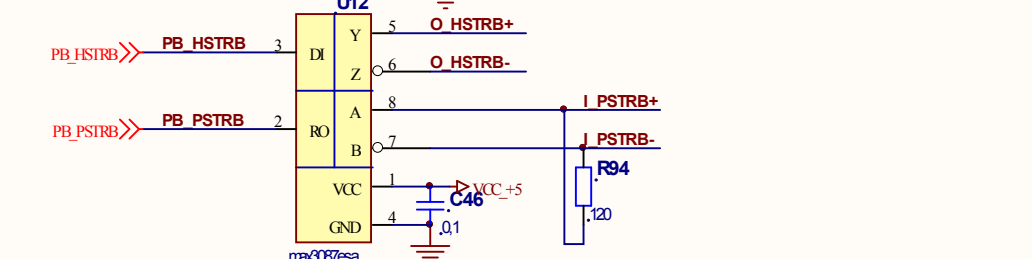 U12
5 O_HSTRB+
PB_HSTRB PB_HSTRB 3 DI Y
Z 6 O_HSTRB-
A 8 I_PSTRB+
PB_PSTRB PB_PSTRB 2 RO
B 7 I_PSTRB-
R94
VCC 1 VCC_+5
C46
.120
GND 4 .0,1
max3087esa